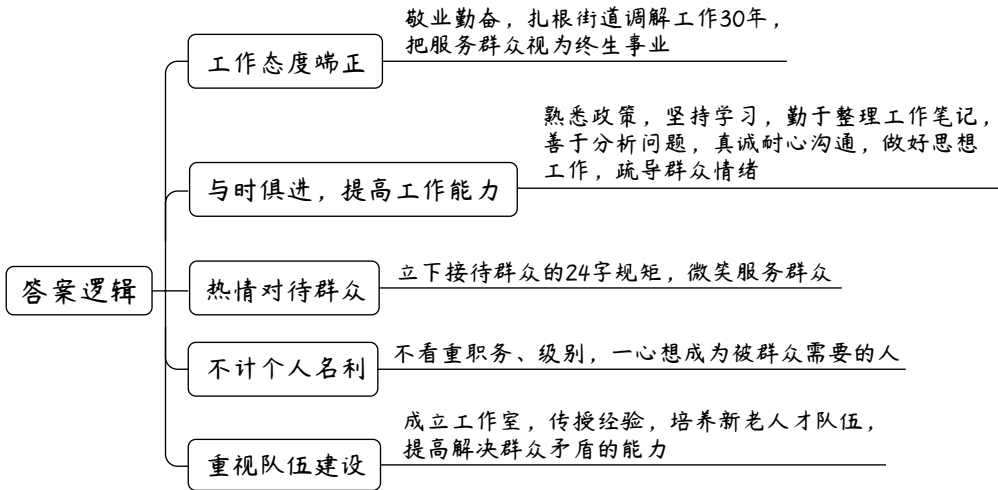 敬业勤奋，扎根街道调解工作30年，
把服务群众视为终生事业
工作态度端正
熟悉政策，坚持学习，勤于整理工作笔记，
善于分析问题，真诚耐心沟通，做好思想
工作，疏导群众情绪
与时俱进，提高工作能力
答案逻辑
热情对待群众
立下接待群众的24字规矩，微笑服务群众
不计个人名利
不看重职务、级别，一心想成为被群众需要的人
成立工作室，传授经验，培养新老人才队伍，
提高解决群众矛盾的能力
重视队伍建设